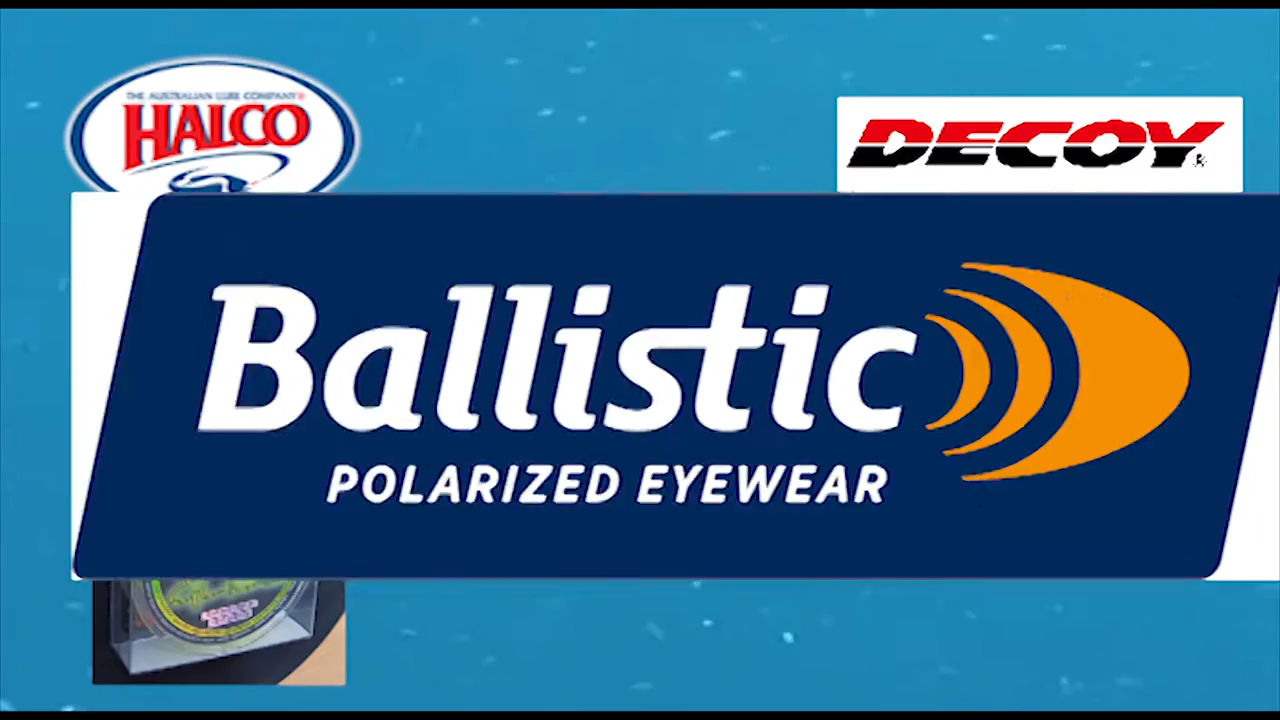 THE AUSTRALIAN LURE COMPANY®
HALCO
DECOY®
Ballistic
POLARIZED EYEWEAR